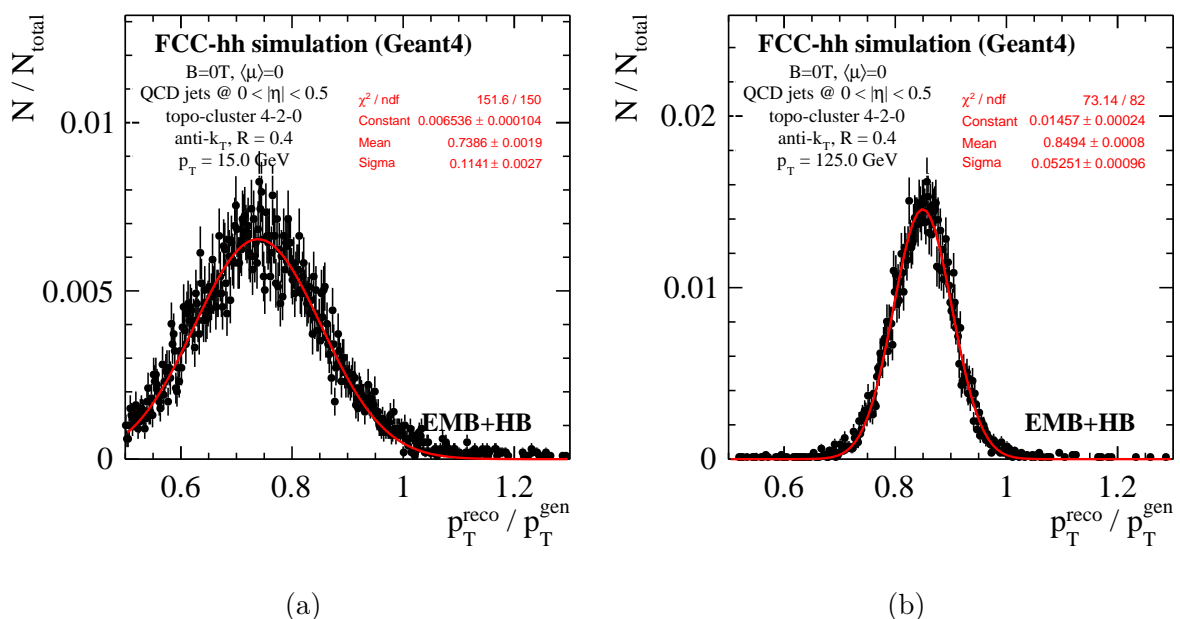 FCC-hh simulation (Geant4)
B=0T, ⟨μ⟩=0
QCD jets @ 0 < |η| < 0.5
topo-cluster 4-2-0
anti-k_T, R = 0.4
p_T = 15.0 GeV
χ² / ndf 151.6 / 150
Constant 0.006536 ± 0.000104
Mean 0.7386 ± 0.0019
Sigma 0.1141 ± 0.0027
N / N_total
0.01
0.005
0
EMB+HB
0.6 0.8 1 1.2
p_T^reco / p_T^gen
(a)
FCC-hh simulation (Geant4)
B=0T, ⟨μ⟩=0
QCD jets @ 0 < |η| < 0.5
topo-cluster 4-2-0
anti-k_T, R = 0.4
p_T = 125.0 GeV
χ² / ndf 73.14 / 82
Constant 0.01457 ± 0.00024
Mean 0.8494 ± 0.0008
Sigma 0.05251 ± 0.00096
N / N_total
0.02
0.01
0
EMB+HB
0.6 0.8 1 1.2
p_T^reco / p_T^gen
(b)